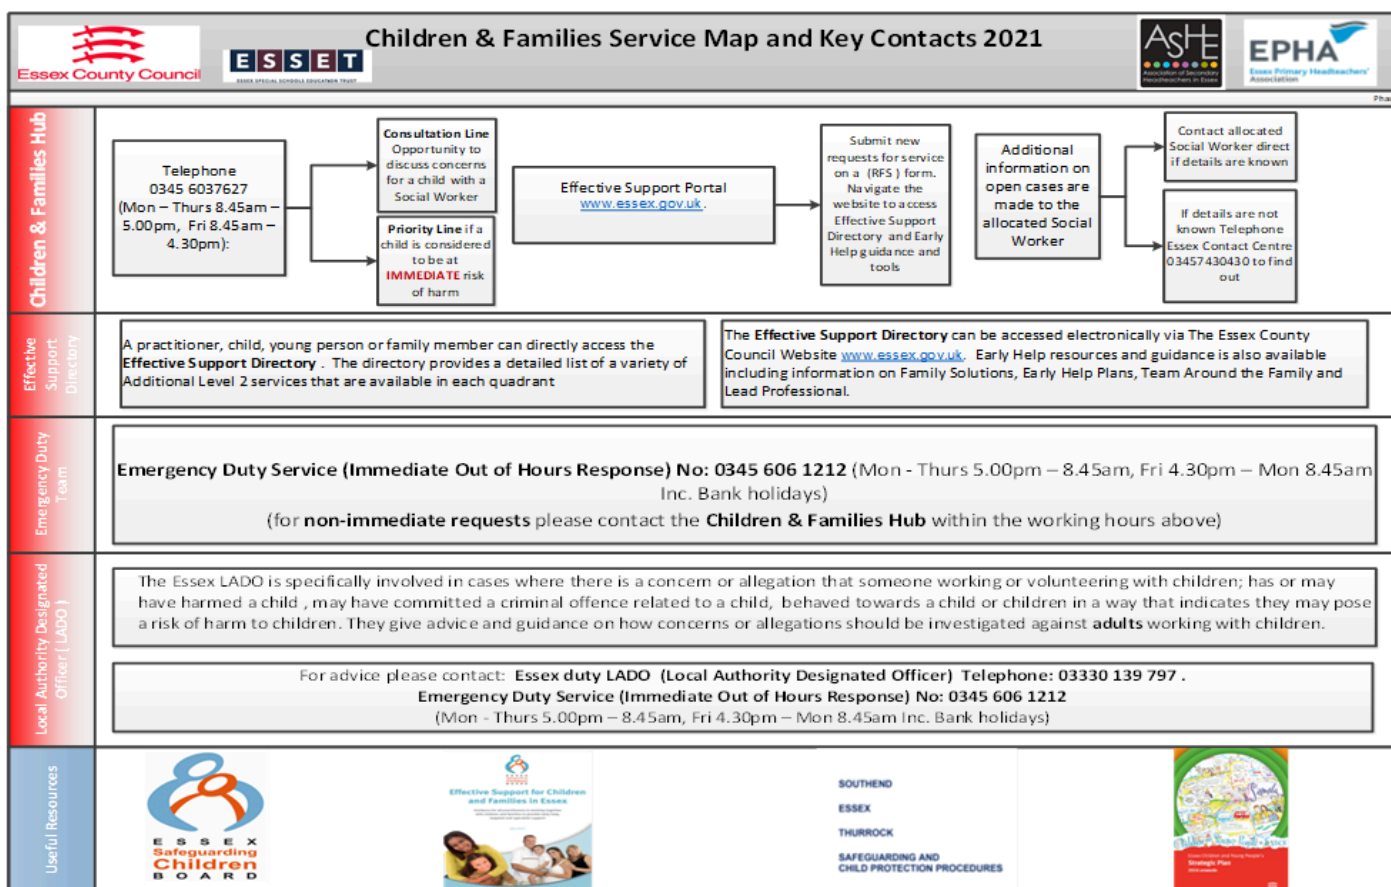 Children & Families Service Map and Key Contacts 2021
Essex County Council
ESSET
ESSEX SPECIAL SCHOOLS EDUCATION TRUST
ASHE
Association of Secondary
Headteachers in Essex
EPHA
Essex Primary Headteachers'
Association
Phas
Children & Families Hub
Telephone
0345 6037627
(Mon – Thurs 8.45am –
5.00pm, Fri 8.45am –
4.30pm):
Consultation Line
Opportunity to
discuss concerns
for a child with a
Social Worker
Priority Line if a
child is considered
to be at
IMMEDIATE risk
of harm
Effective Support Portal
www.essex.gov.uk .
Submit new
requests for service
on a (RFS ) form.
Navigate the
website to access
Effective Support
Directory and Early
Help guidance and
tools
Additional
information on
open cases are
made to the
allocated Social
Worker
Contact allocated
Social Worker direct
if details are known
If details are not
known Telephone
Essex Contact Centre
03457430430 to find
out
Effective
Support
Directory
A practitioner, child, young person or family member can directly access the
Effective Support Directory . The directory provides a detailed list of a variety of
Additional Level 2 services that are available in each quadrant
The Effective Support Directory can be accessed electronically via The Essex County
Council Website www.essex.gov.uk. Early Help resources and guidance is also available
including information on Family Solutions, Early Help Plans, Team Around the Family and
Lead Professional.
Emergency Duty
Team
Emergency Duty Service (Immediate Out of Hours Response) No: 0345 606 1212 (Mon - Thurs 5.00pm – 8.45am, Fri 4.30pm – Mon 8.45am
Inc. Bank holidays)
(for non-immediate requests please contact the Children & Families Hub within the working hours above)
Local Authority Designated
Officer [ LADO )
The Essex LADO is specifically involved in cases where there is a concern or allegation that someone working or volunteering with children; has or may
have harmed a child , may have committed a criminal offence related to a child, behaved towards a child or children in a way that indicates they may pose
a risk of harm to children. They give advice and guidance on how concerns or allegations should be investigated against adults working with children.
For advice please contact: Essex duty LADO (Local Authority Designated Officer) Telephone: 03330 139 797 .
Emergency Duty Service (Immediate Out of Hours Response) No: 0345 606 1212
(Mon - Thurs 5.00pm – 8.45am, Fri 4.30pm – Mon 8.45am Inc. Bank holidays)
Useful Resources
ESSEX
Safeguarding
Children
BOARD
Effective Support for Children
and Families in Essex
SOUTHEND
ESSEX
THURROCK
SAFEGUARDING AND
CHILD PROTECTION PROCEDURES
Essex Children and Young People's
Strategic Plan